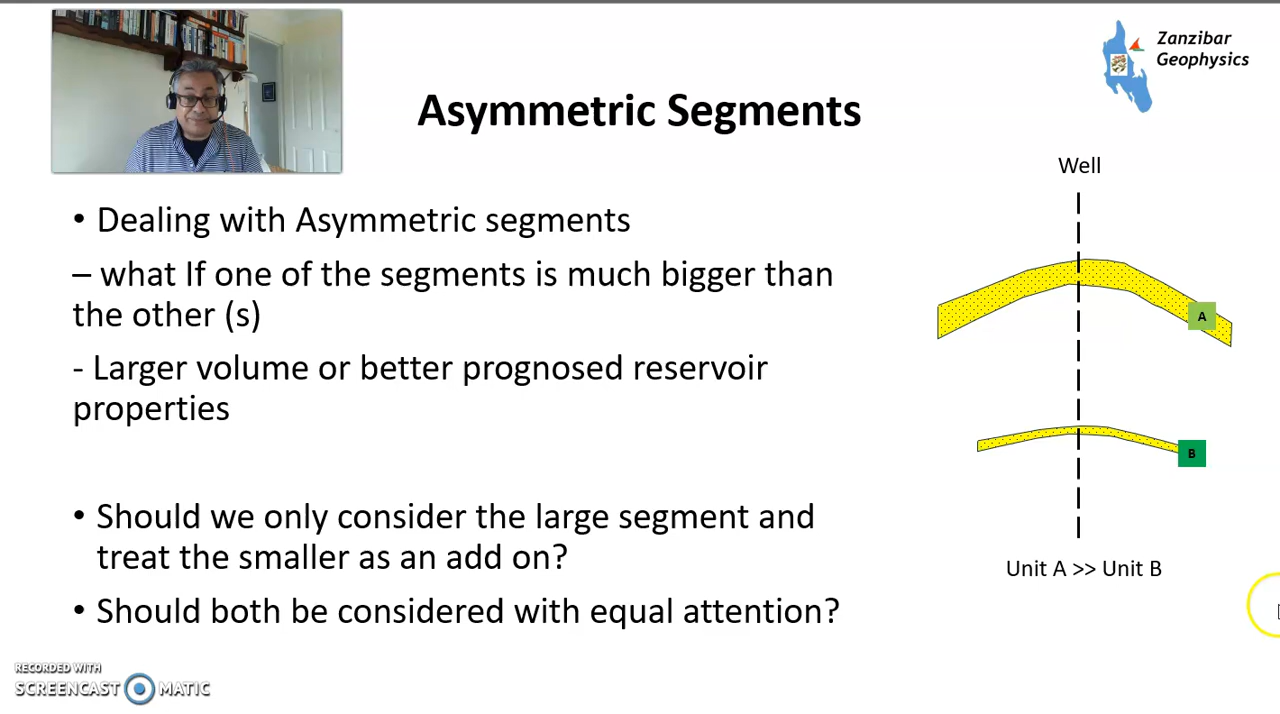 Zanzibar
Geophysics
Asymmetric Segments
Well
• Dealing with Asymmetric segments
– what If one of the segments is much bigger than
the other (s)
- Larger volume or better prognosed reservoir
properties
• Should we only consider the large segment and
treat the smaller as an add on?
• Should both be considered with equal attention?
A
B
Unit A >> Unit B
RECORDED WITH
SCREENCAST MATIC